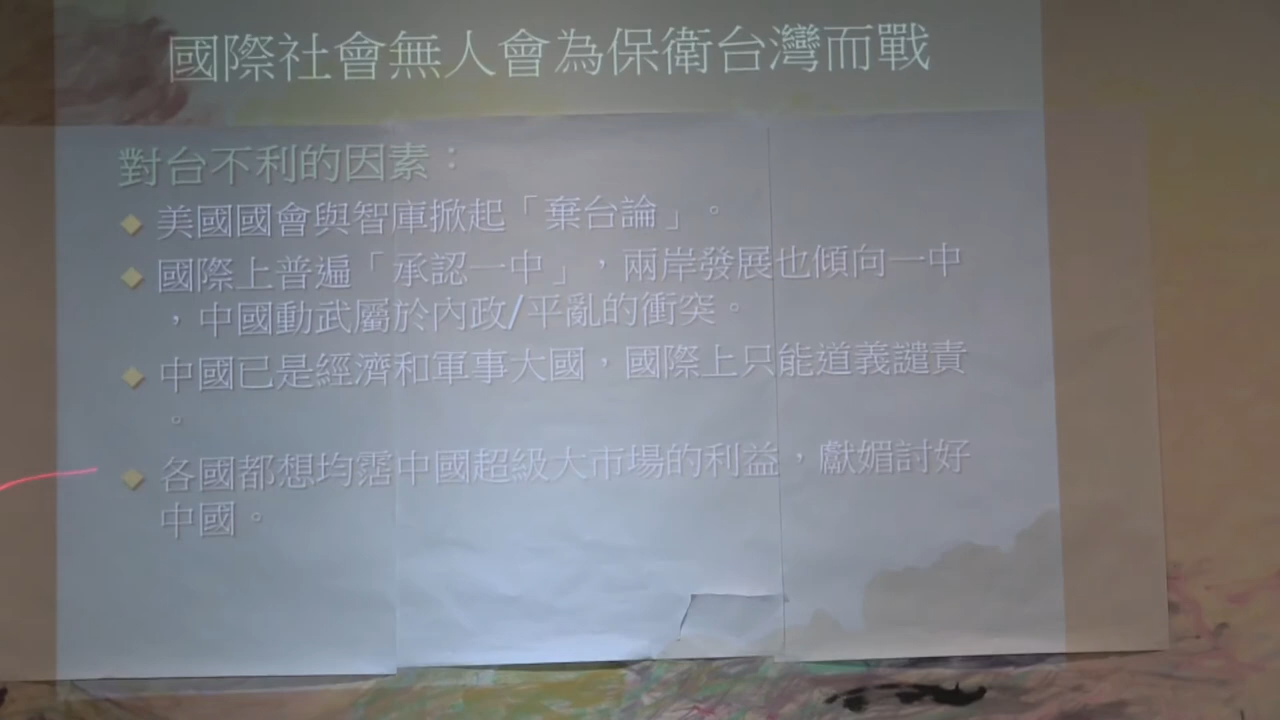 國際社會無人會為保衛台灣而戰
對台不利的因素：
美國國會與智庫掀起「棄台論」。
國際上普遍「承認一中」，兩岸發展也傾向一中
，中國動武屬於內政/平亂的衝突。
中國已是經濟和軍事大國，國際上只能道義譴責
。
各國都想均霑中國超級大市場的利益，獻媚討好
中國。